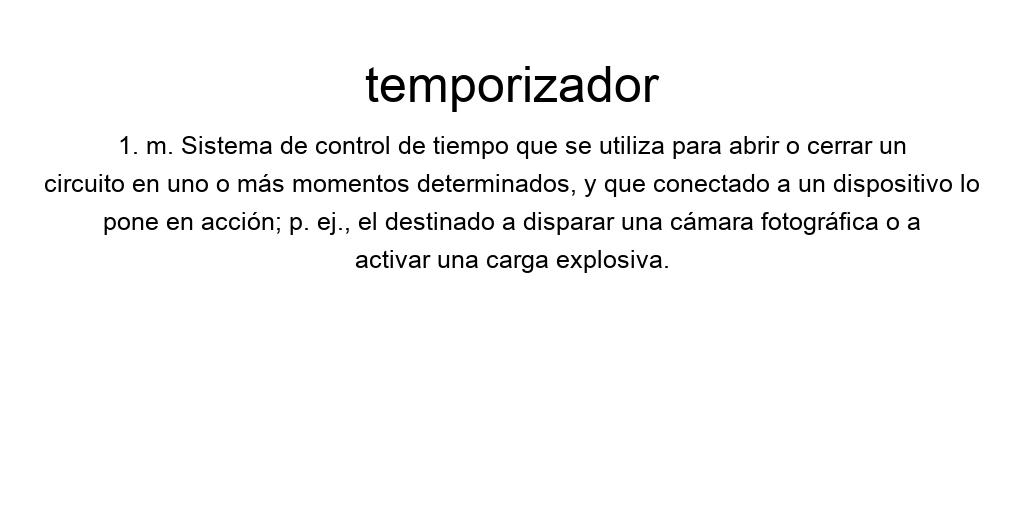 temporizador
1. m. Sistema de control de tiempo que se utiliza para abrir o cerrar un
circuito en uno o más momentos determinados, y que conectado a un dispositivo lo
pone en acción; p. ej., el destinado a disparar una cámara fotográfica o a
activar una carga explosiva.